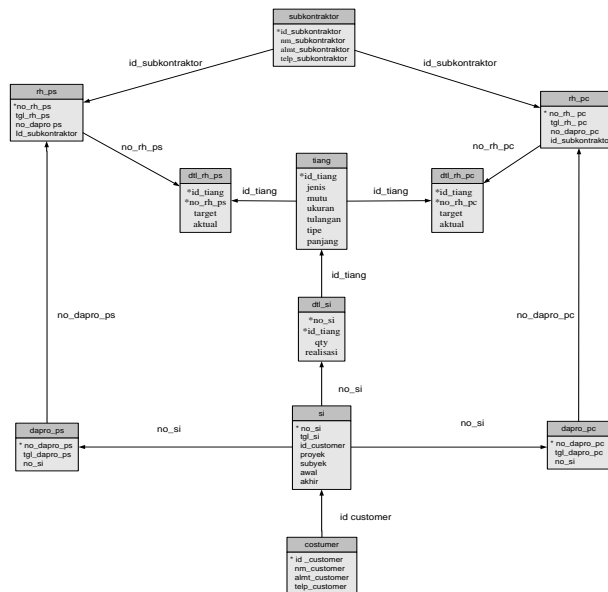 subkontraktor
*id_subkontraktor
nm_subkontraktor
almt_subkontraktor
telp_subkontraktor
id_subkontraktor
id_subkontraktor
rh_ps
*no_rh_ps
tgl_rh_ps
no_dapro ps
Id_subkontraktor
rh_pc
* no_rh_ pc
tgl_rh_ pc
no_dapro_pc
id_subkontraktor
no_rh_ps
no_rh_pc
dtl_rh_ps
*id_tiang
*no_rh_ps
target
aktual
id_tiang
tiang
*id_tiang
jenis
mutu
ukuran
tulangan
tipe
panjang
id_tiang
dtl_rh_pc
*id_tiang
*no_rh_pc
target
aktual
id_tiang
no_dapro_ps
dtl_si
*no_si
*id_tiang
qty
realisasi
no_dapro_pc
no_si
no_si
no_si
dapro_ps
* no_dapro_ps
tgl_dapro_ps
no_si
si
* no_si
tgl_si
id_customer
proyek
subyek
awal
akhir
dapro_pc
* no_dapro_pc
tgl_dapro_pc
no_si
id customer
costumer
* id _customer
nm_customer
almt_customer
telp_customer